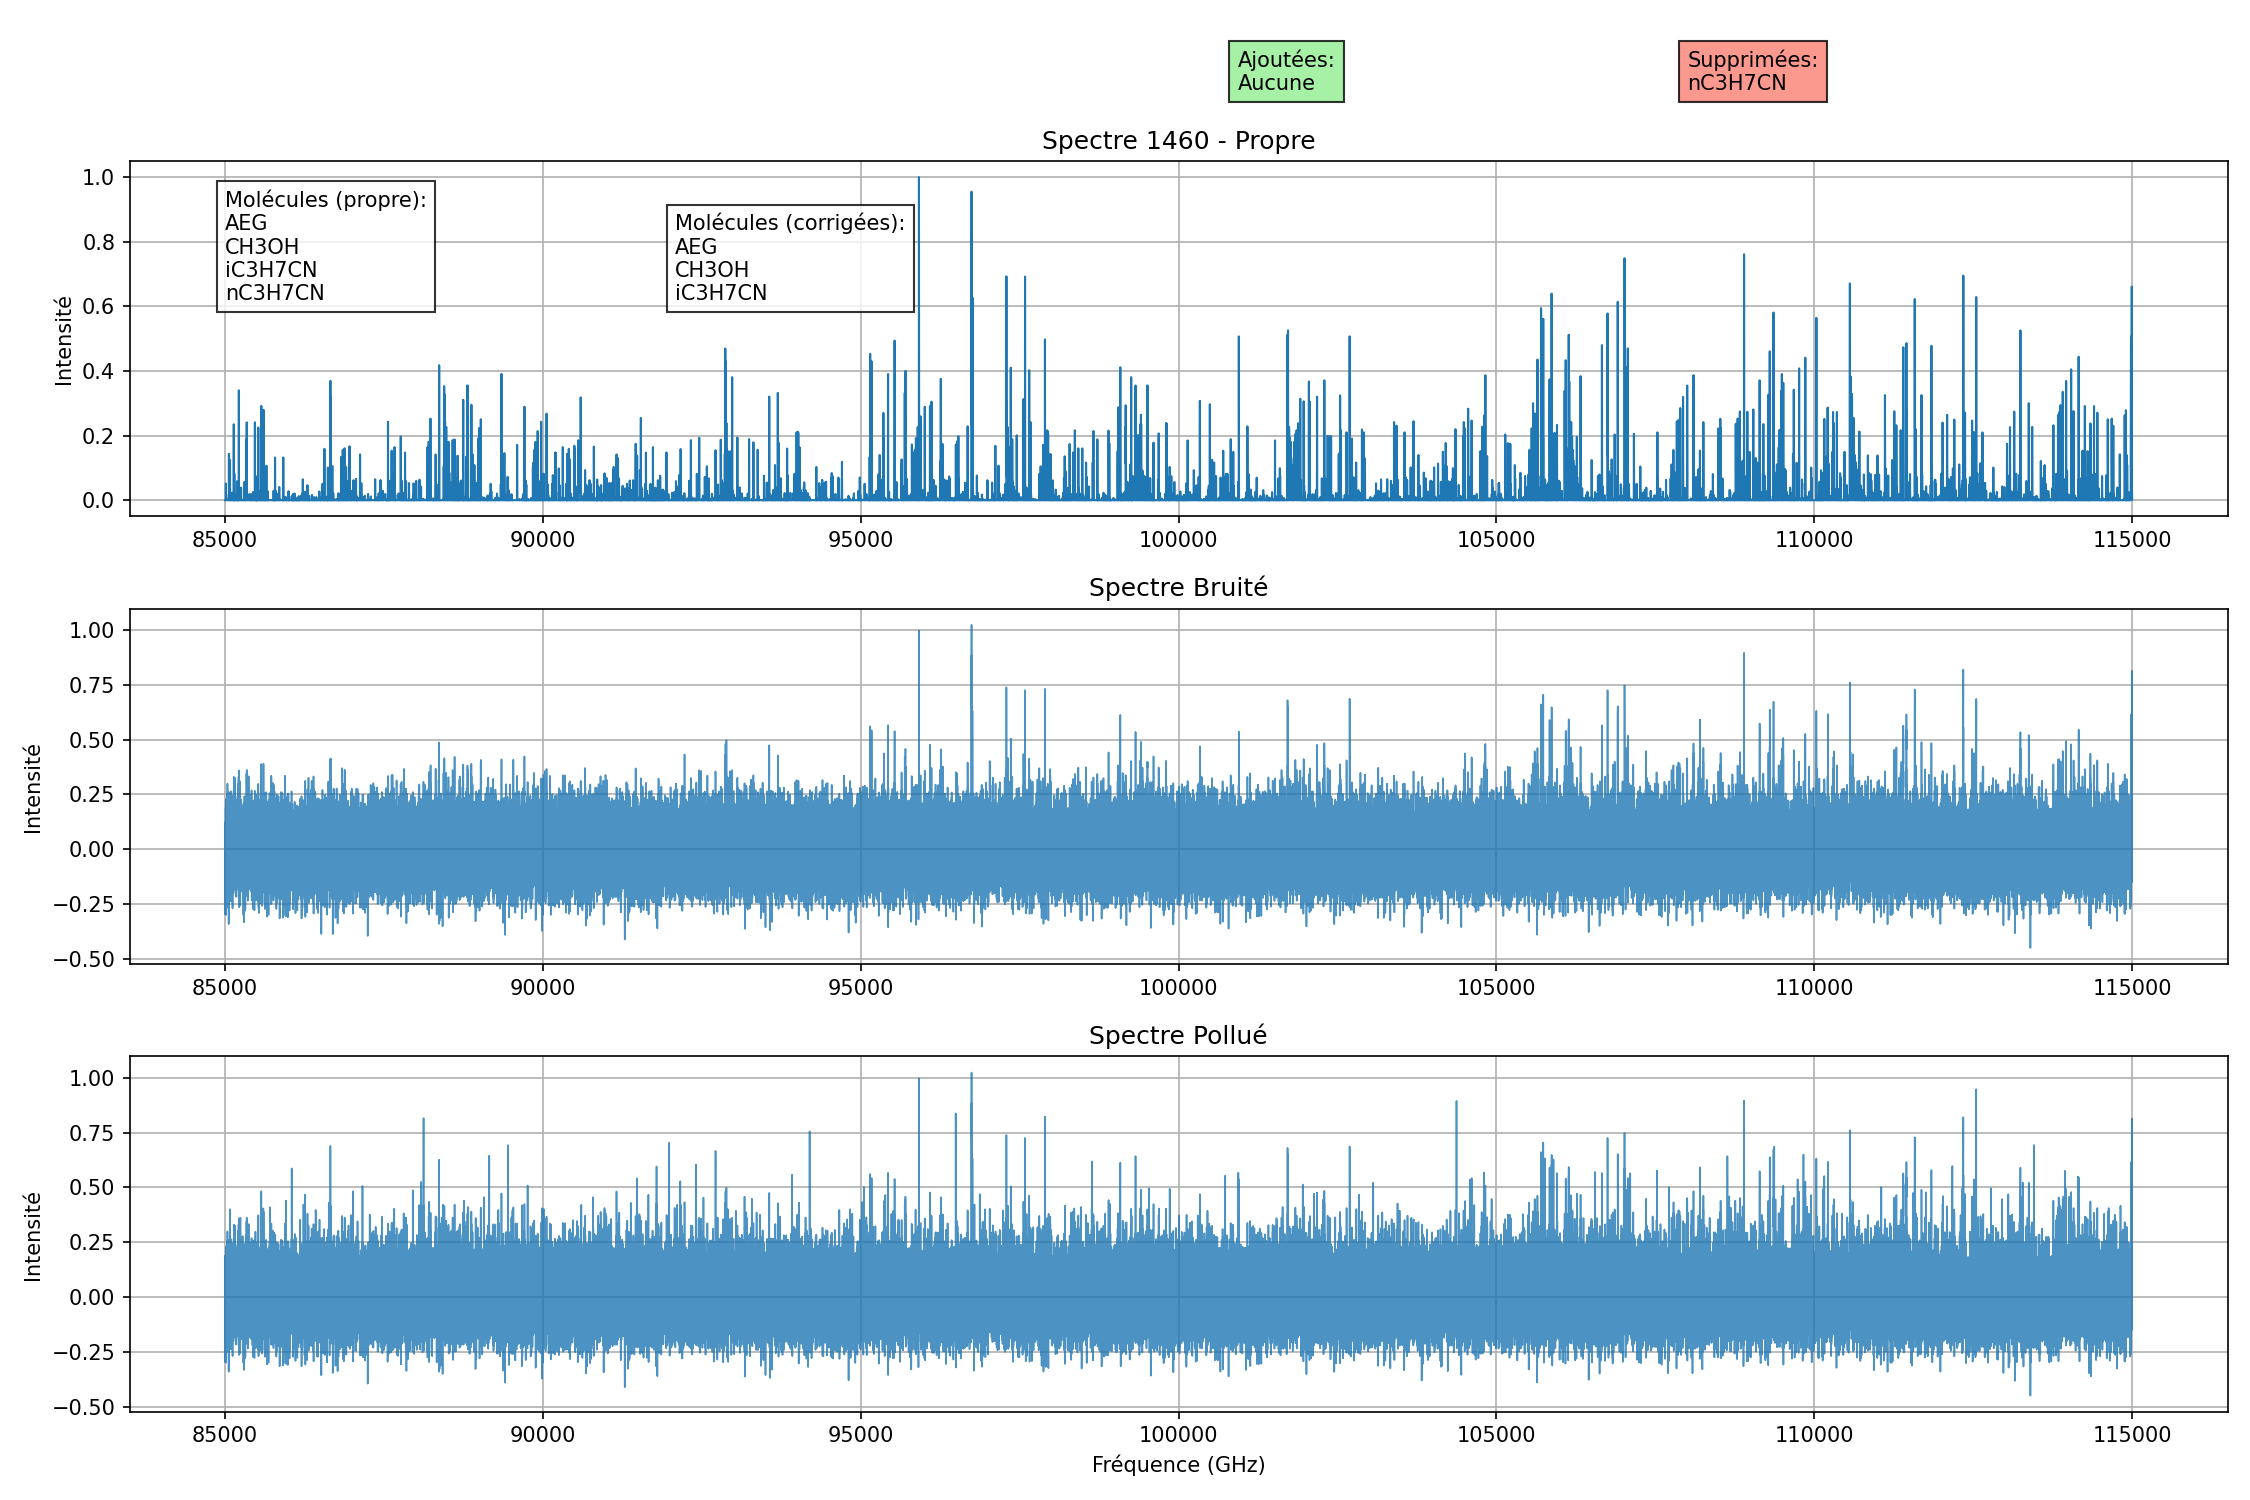 Ajoutées:
Aucune
Supprimées:
nC3H7CN
Spectre 1460 - Propre
Molécules (propre):
AEG
CH3OH
iC3H7CN
nC3H7CN
Molécules (corrigées):
AEG
CH3OH
iC3H7CN
Intensité
1.0
0.8
0.6
0.4
0.2
0.0
85000 90000 95000 100000 105000 110000 115000
Spectre Bruité
Intensité
1.00
0.75
0.50
0.25
0.00
−0.25
−0.50
85000 90000 95000 100000 105000 110000 115000
Spectre Pollué
Intensité
1.00
0.75
0.50
0.25
0.00
−0.25
−0.50
85000 90000 95000 100000 105000 110000 115000
Fréquence (GHz)